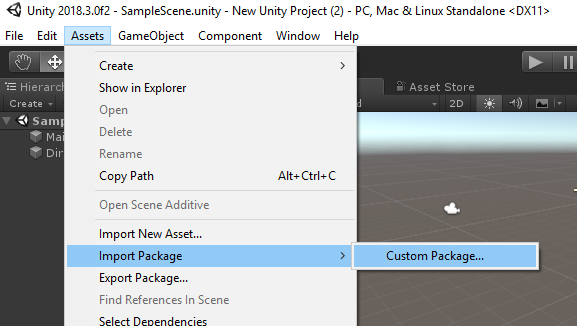 Unity 2018.3.0f2 - SampleScene.unity - New Unity Project (2) - PC, Mac & Linux Standalone <DX11>
File Edit Assets GameObject Component Window Help
Hierarch
Asset Store
Create
2D
Samp
Mai
Dir
Create
Show in Explorer
Open
Delete
Rename
Copy Path Alt+Ctrl+C
Open Scene Additive
Import New Asset...
Import Package
Custom Package...
Export Package...
Find References In Scene
Select Dependencies